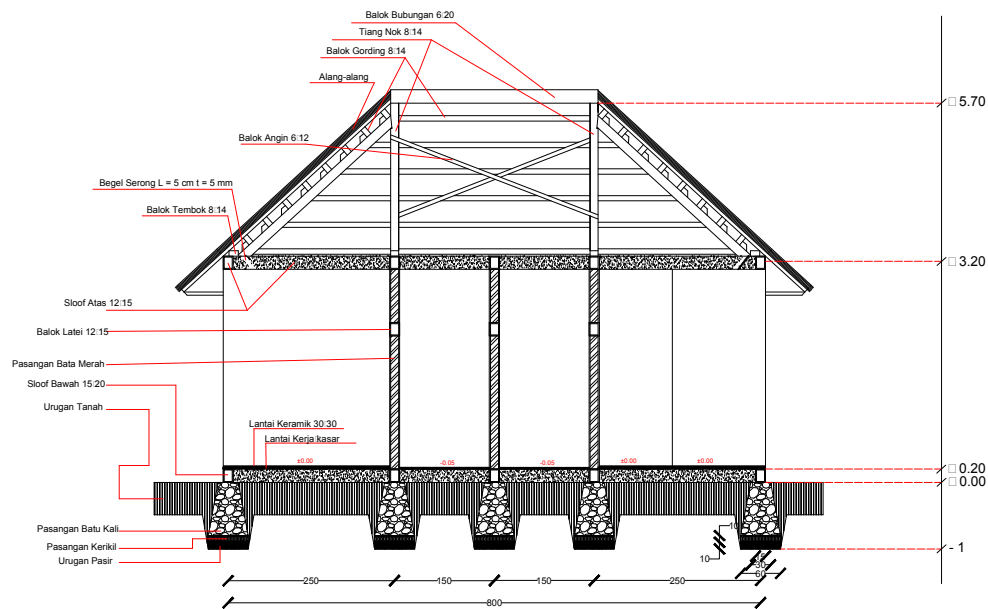 Balok Bubungan 6:20
Tiang Nok 8:14
Balok Gording 8:14
Alang-alang
Balok Angin 6:12
Begel Serong L = 5 cm t = 5 mm
Balok Tembok 8:14
Sloof Atas 12:15
Balok Latei 12:15
Pasangan Bata Merah
Sloof Bawah 15:20
Urugan Tanah
Lantai Keramik 30:30
Lantai Kerja kasar
±0.00 -0.05 -0.05 ±0.00 ±0.00
Pasangan Batu Kali
Pasangan Kerikil
Urugan Pasir
□ 5.70
□ 3.20
□ 0.20
□ 0.00
- 1
10
10
30
60
250 150 150 250
800